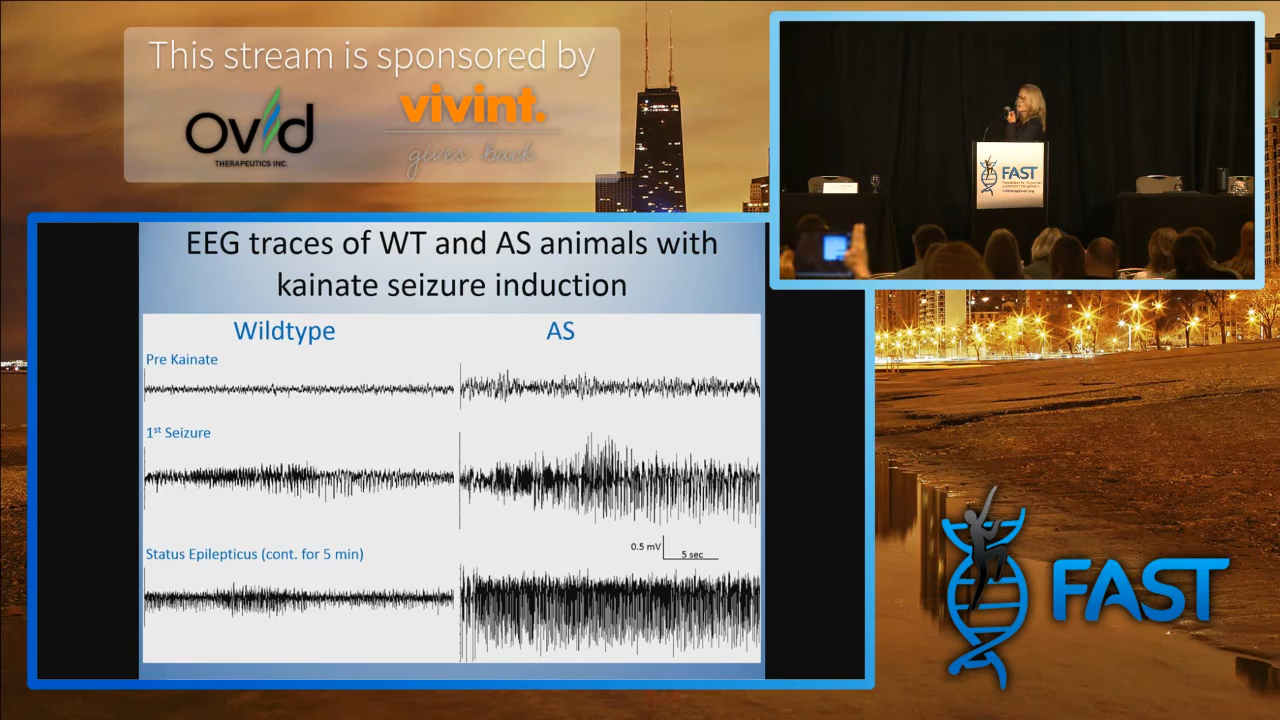 This stream is sponsored by
ovid
THERAPEUTICS INC.
vivint.
gives back
FAST
EEG traces of WT and AS animals with
kainate seizure induction
Wildtype
AS
Pre Kainate
1st Seizure
0.5 mV
5 sec
Status Epilepticus (cont. for 5 min)
FAST